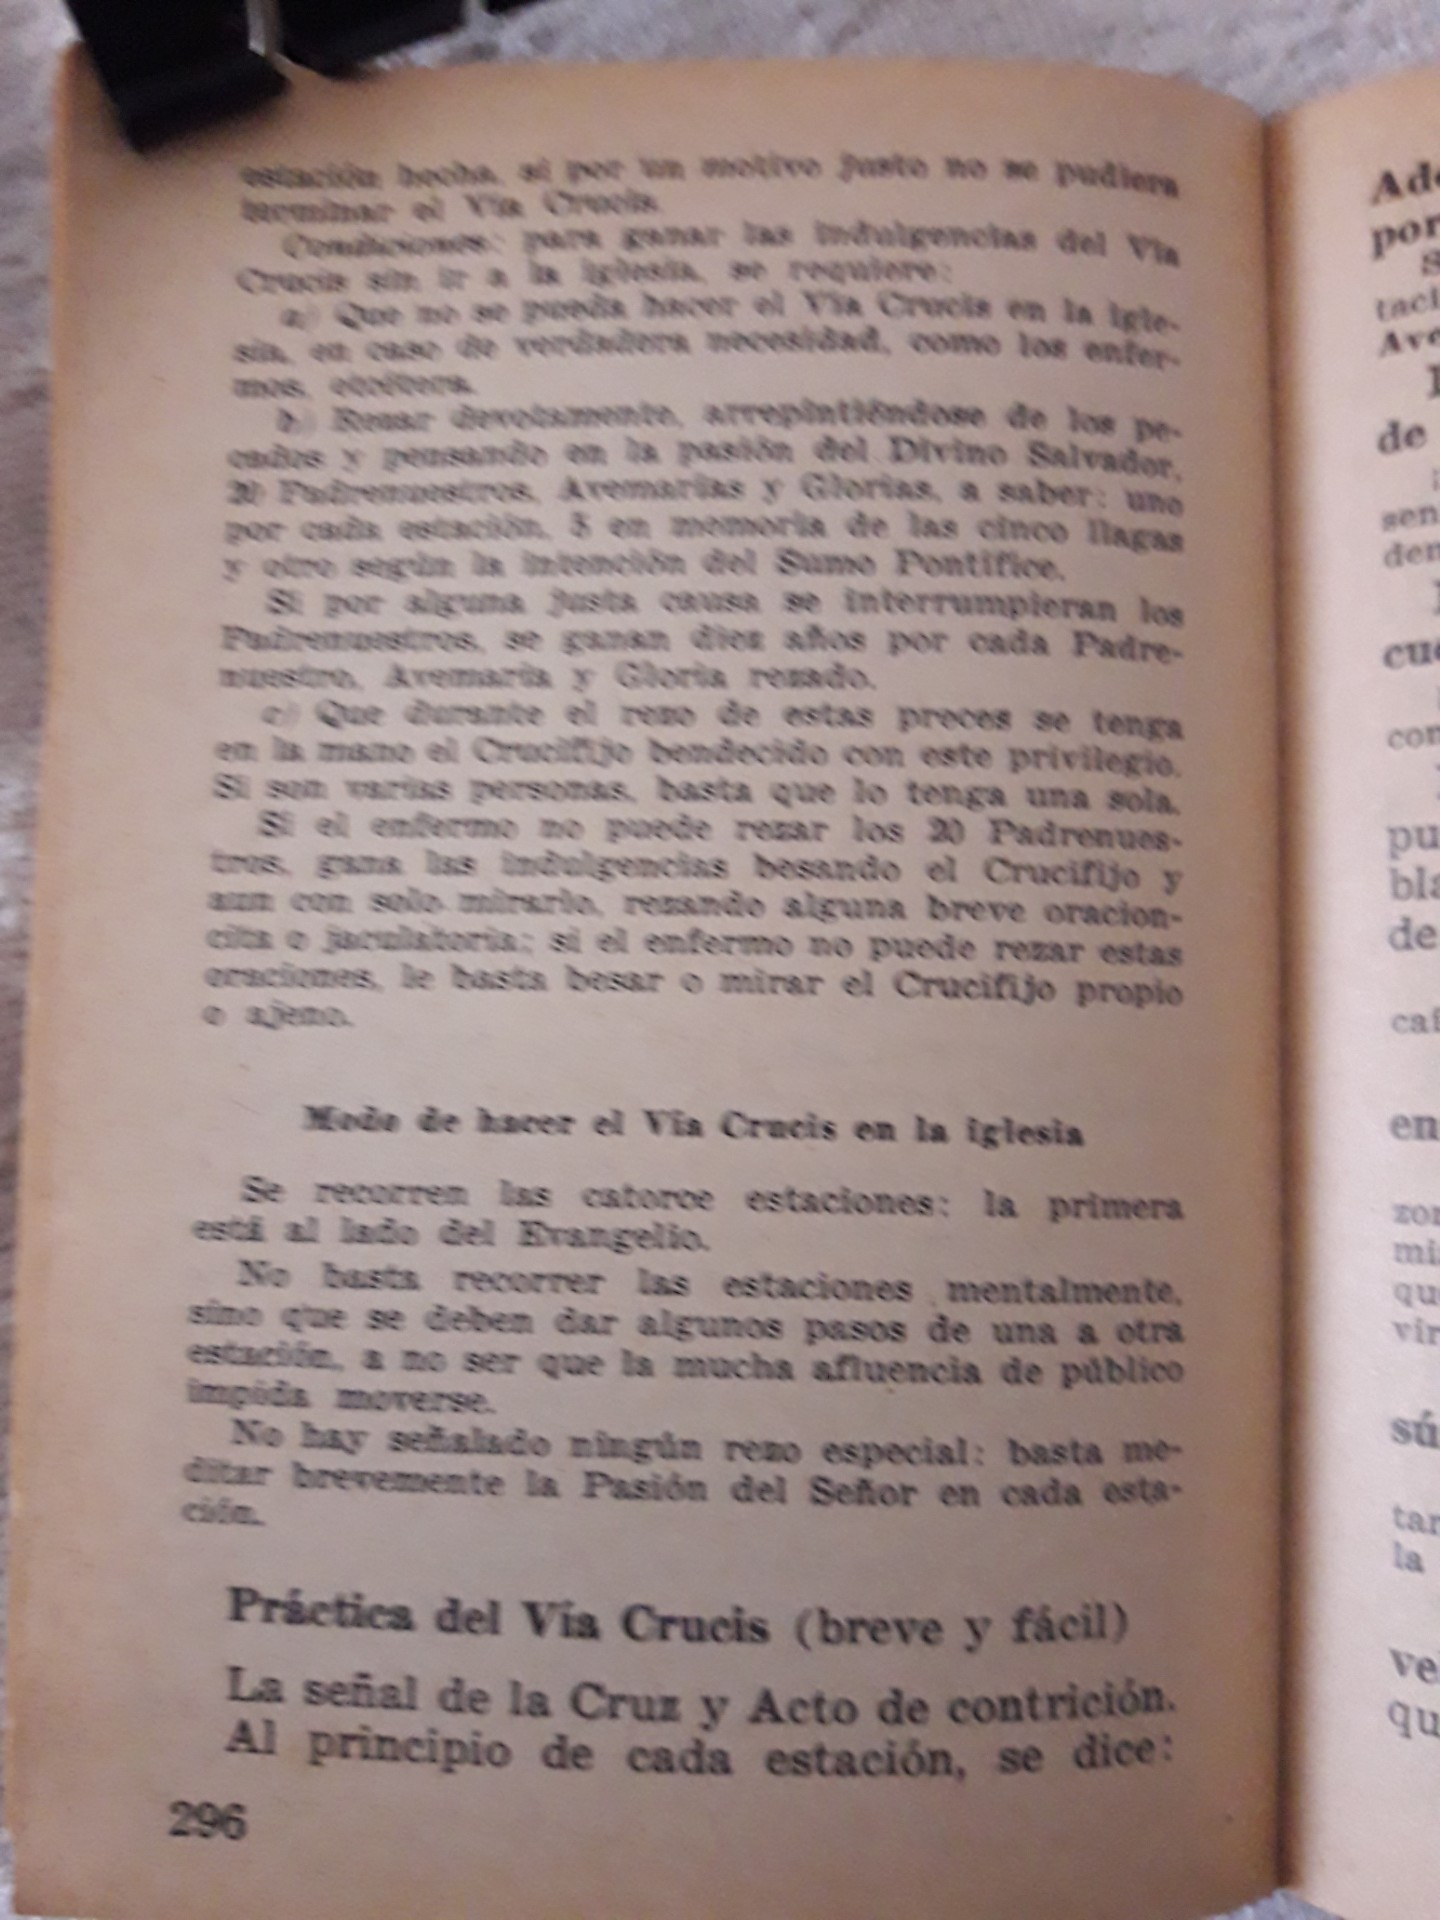 estación hecha, si por un motivo justo no se pudiera
terminar el Vía Crucis.
Condiciones: para ganar las indulgencias del Vía
Crucis sin ir a la iglesia, se requiere:
a) Que no se pueda hacer el Vía Crucis en la igle-
sia, en caso de verdadera necesidad, como los enfer-
mos, etcétera.
b) Rezar devotamente, arrepintiéndose de los pe-
cados y pensando en la pasión del Divino Salvador,
20 Padrenuestros, Avemarías y Glorias, a saber: uno
por cada estación, 5 en memoria de las cinco llagas
y otro según la intención del Sumo Pontífice.
Si por alguna justa causa se interrumpieran los
Padrenuestros, se ganan diez años por cada Padre-
nuestro, Avemaría y Gloria rezado.
c) Que durante el rezo de estas preces se tenga
en la mano el Crucifijo bendecido con este privilegio.
Si son varias personas, basta que lo tenga una sola.
Si el enfermo no puede rezar los 20 Padrenues-
tros, gana las indulgencias besando el Crucifijo y
aun con solo mirarlo, rezando alguna breve oracion-
cita o jaculatoria; si el enfermo no puede rezar estas
oraciones, le basta besar o mirar el Crucifijo propio
o ajeno.
Modo de hacer el Vía Crucis en la iglesia
Se recorren las catorce estaciones: la primera
está al lado del Evangelio.
No basta recorrer las estaciones mentalmente,
sino que se deben dar algunos pasos de una a otra
estación, a no ser que la mucha afluencia de público
impida moverse.
No hay señalado ningún rezo especial: basta me-
ditar brevemente la Pasión del Señor en cada esta-
ción.
Práctica del Vía Crucis (breve y fácil)
La señal de la Cruz y Acto de contrición.
Al principio de cada estación, se dice:
296
por
de
de
la